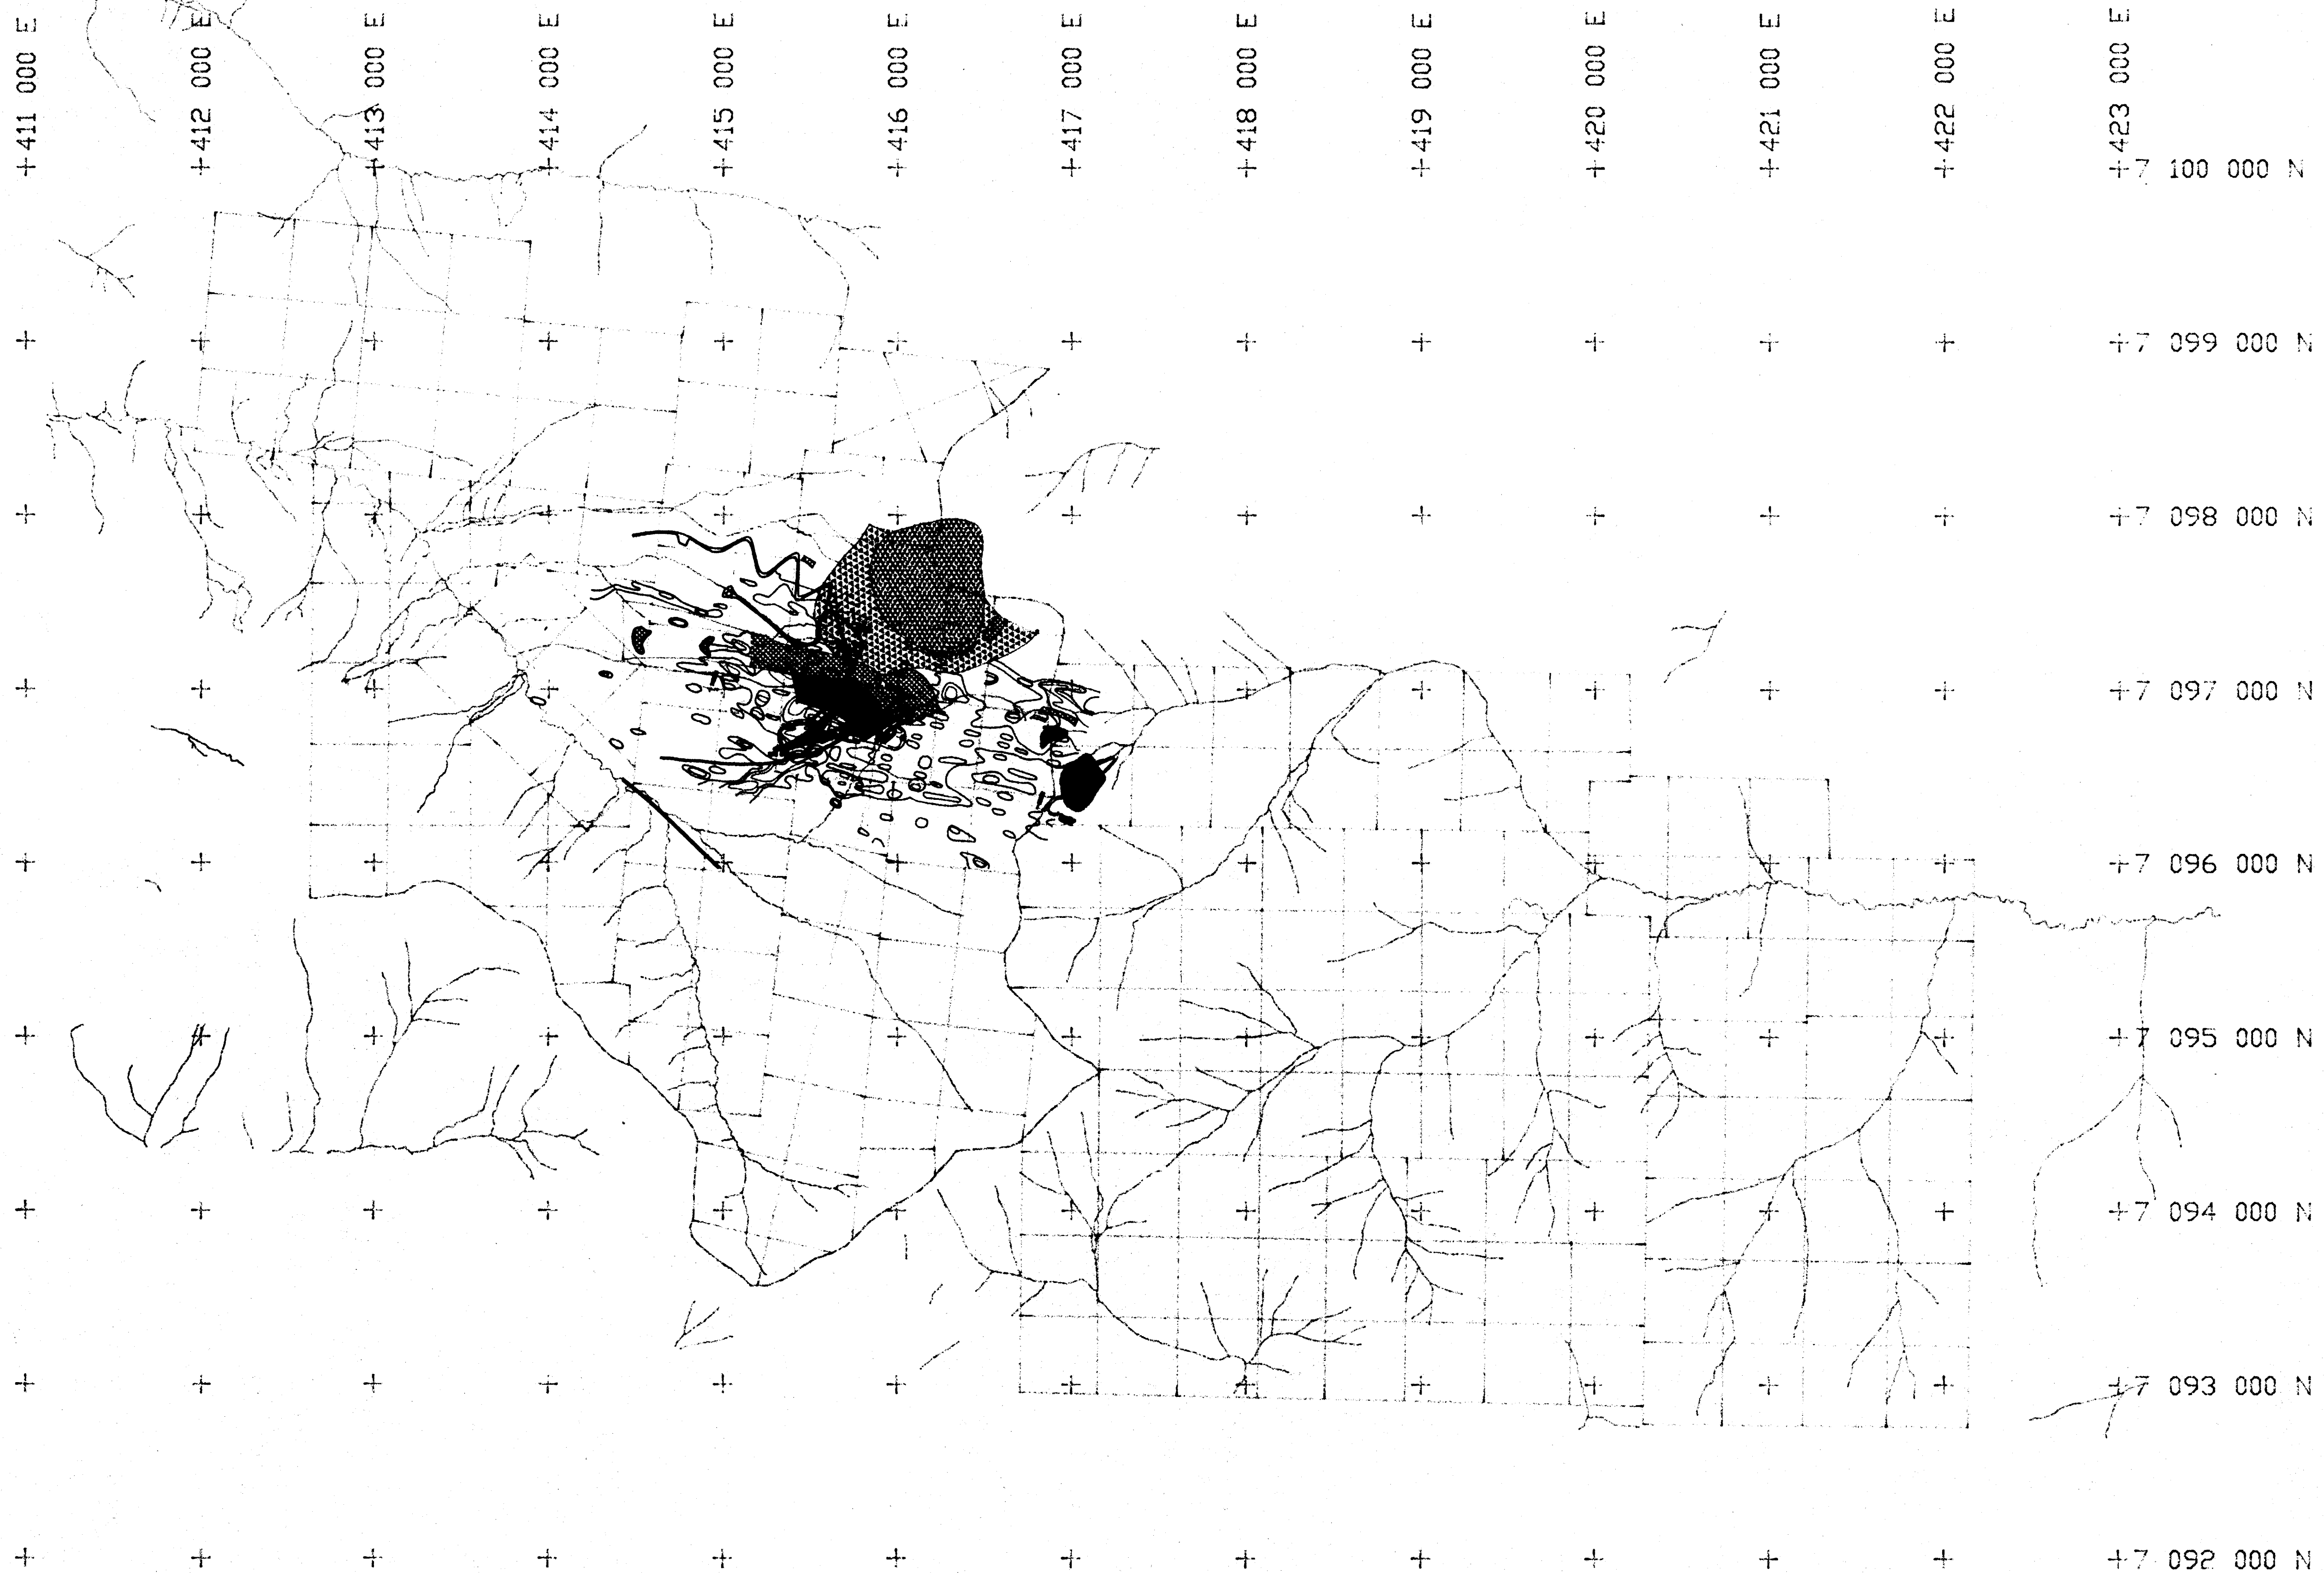 411 000 E
412 000 E
413 000 E
414 000 E
415 000 E
416 000 E
417 000 E
418 000 E
419 000 E
420 000 E
421 000 E
422 000 E
423 000 E
7 100 000 N
7 099 000 N
7 098 000 N
7 097 000 N
7 096 000 N
7 095 000 N
7 094 000 N
7 093 000 N
7 092 000 N